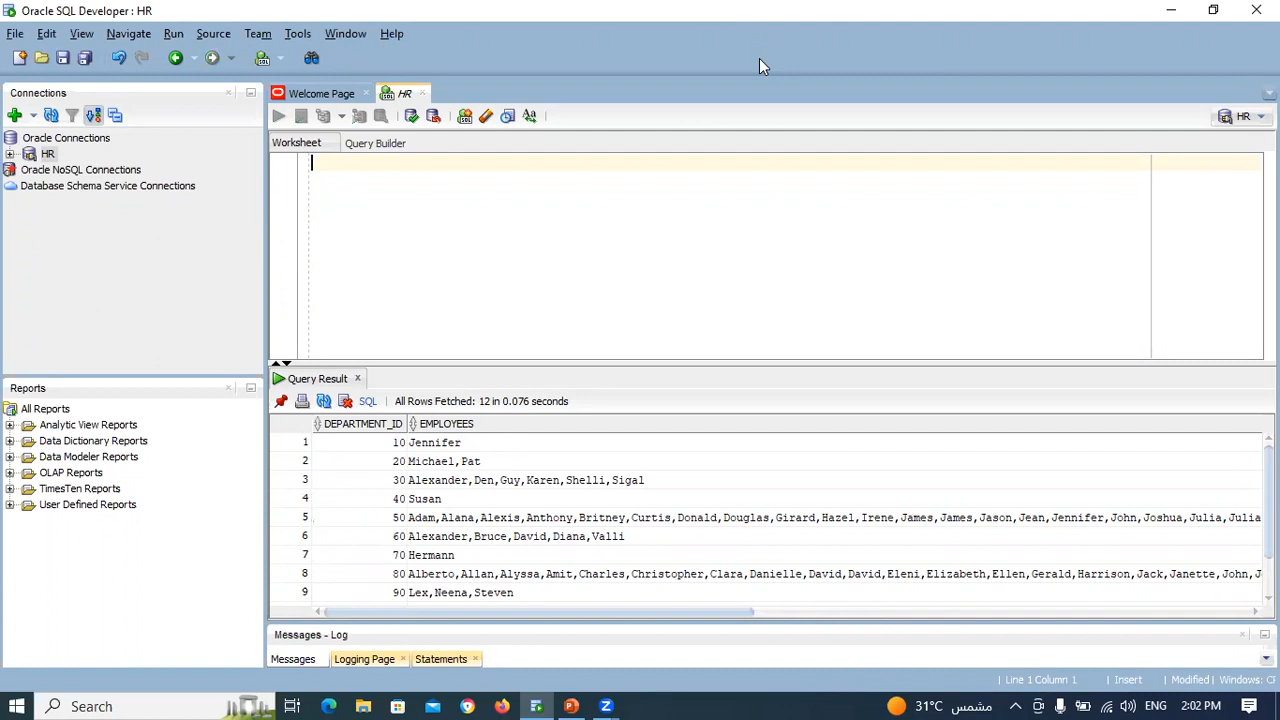 Oracle SQL Developer : HR
File Edit View Navigate Run Source Team Tools Window Help
Connections
Oracle Connections
HR
Oracle NoSQL Connections
Database Schema Service Connections
Welcome Page
HR
HR
Worksheet Query Builder
Query Result
SQL All Rows Fetched: 12 in 0.076 seconds
DEPARTMENT_ID EMPLOYEES
1 10 Jennifer
2 20 Michael,Pat
3 30 Alexander,Den,Guy,Karen,Shelli,Sigal
4 40 Susan
5 50 Adam,Alana,Alexis,Anthony,Britney,Curtis,Donald,Douglas,Girard,Hazel,Irene,James,James,Jason,Jean,Jennifer,John,Joshua,Julia,Julia
6 60 Alexander,Bruce,David,Diana,Valli
7 70 Hermann
8 80 Alberto,Allan,Alyssa,Amit,Charles,Christopher,Clara,Danielle,David,David,Eleni,Elizabeth,Ellen,Gerald,Harrison,Jack,Janette,John,J
9 90 Lex,Neena,Steven
Reports
All Reports
Analytic View Reports
Data Dictionary Reports
Data Modeler Reports
OLAP Reports
TimesTen Reports
User Defined Reports
Messages - Log
Messages Logging Page Statements
Line 1 Column 1 Insert Modified Windows: CF
Search
31°C مشمس ENG 2:02 PM